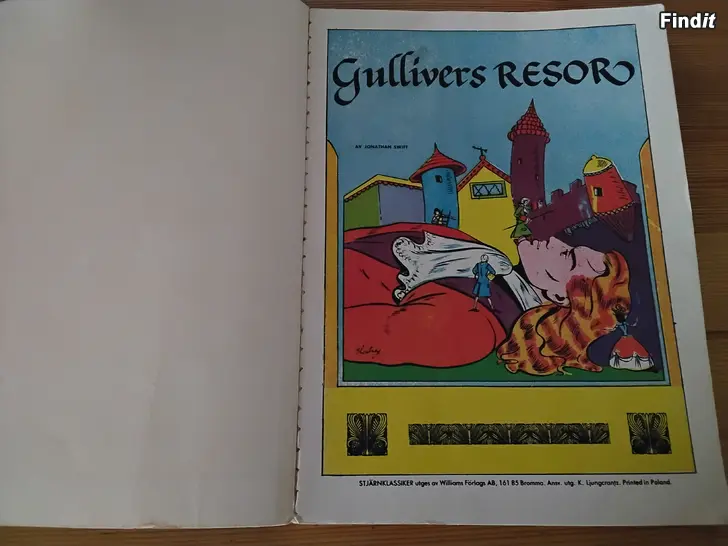 Findit
Gullivers RESOR
AV JONATHAN SWIFT
STJÄRNKLASSIKER utges av Williams Förlags AB, 161 85 Bromma. Ansv. utg. K. Ljungcrantz. Printed in Poland.